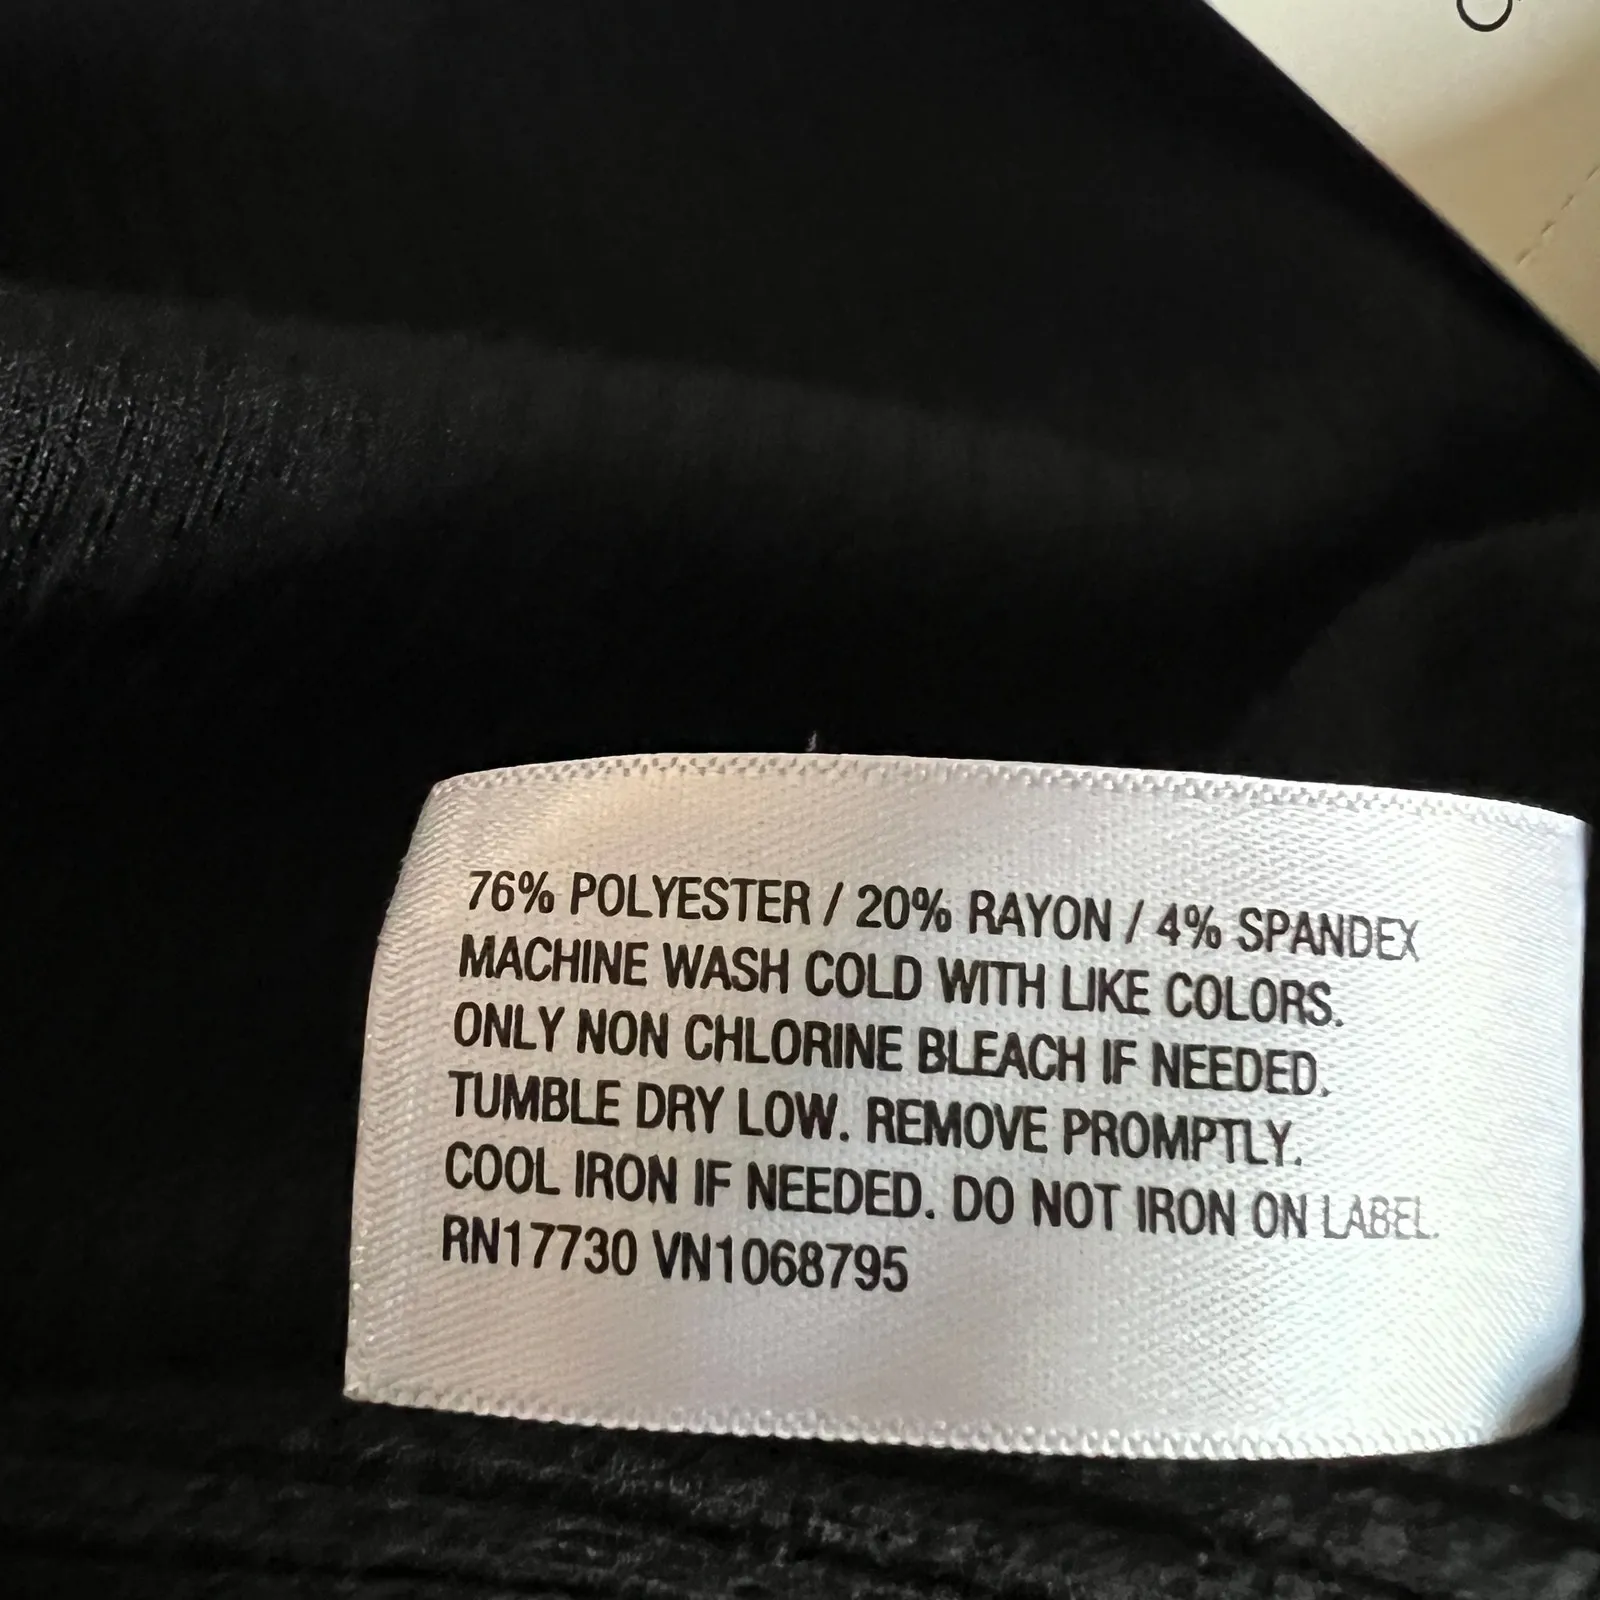 76% POLYESTER / 20% RAYON / 4% SPANDEX
MACHINE WASH COLD WITH LIKE COLORS.
ONLY NON CHLORINE BLEACH IF NEEDED.
TUMBLE DRY LOW. REMOVE PROMPTLY.
COOL IRON IF NEEDED. DO NOT IRON ON LABEL.
RN17730 VN1068795